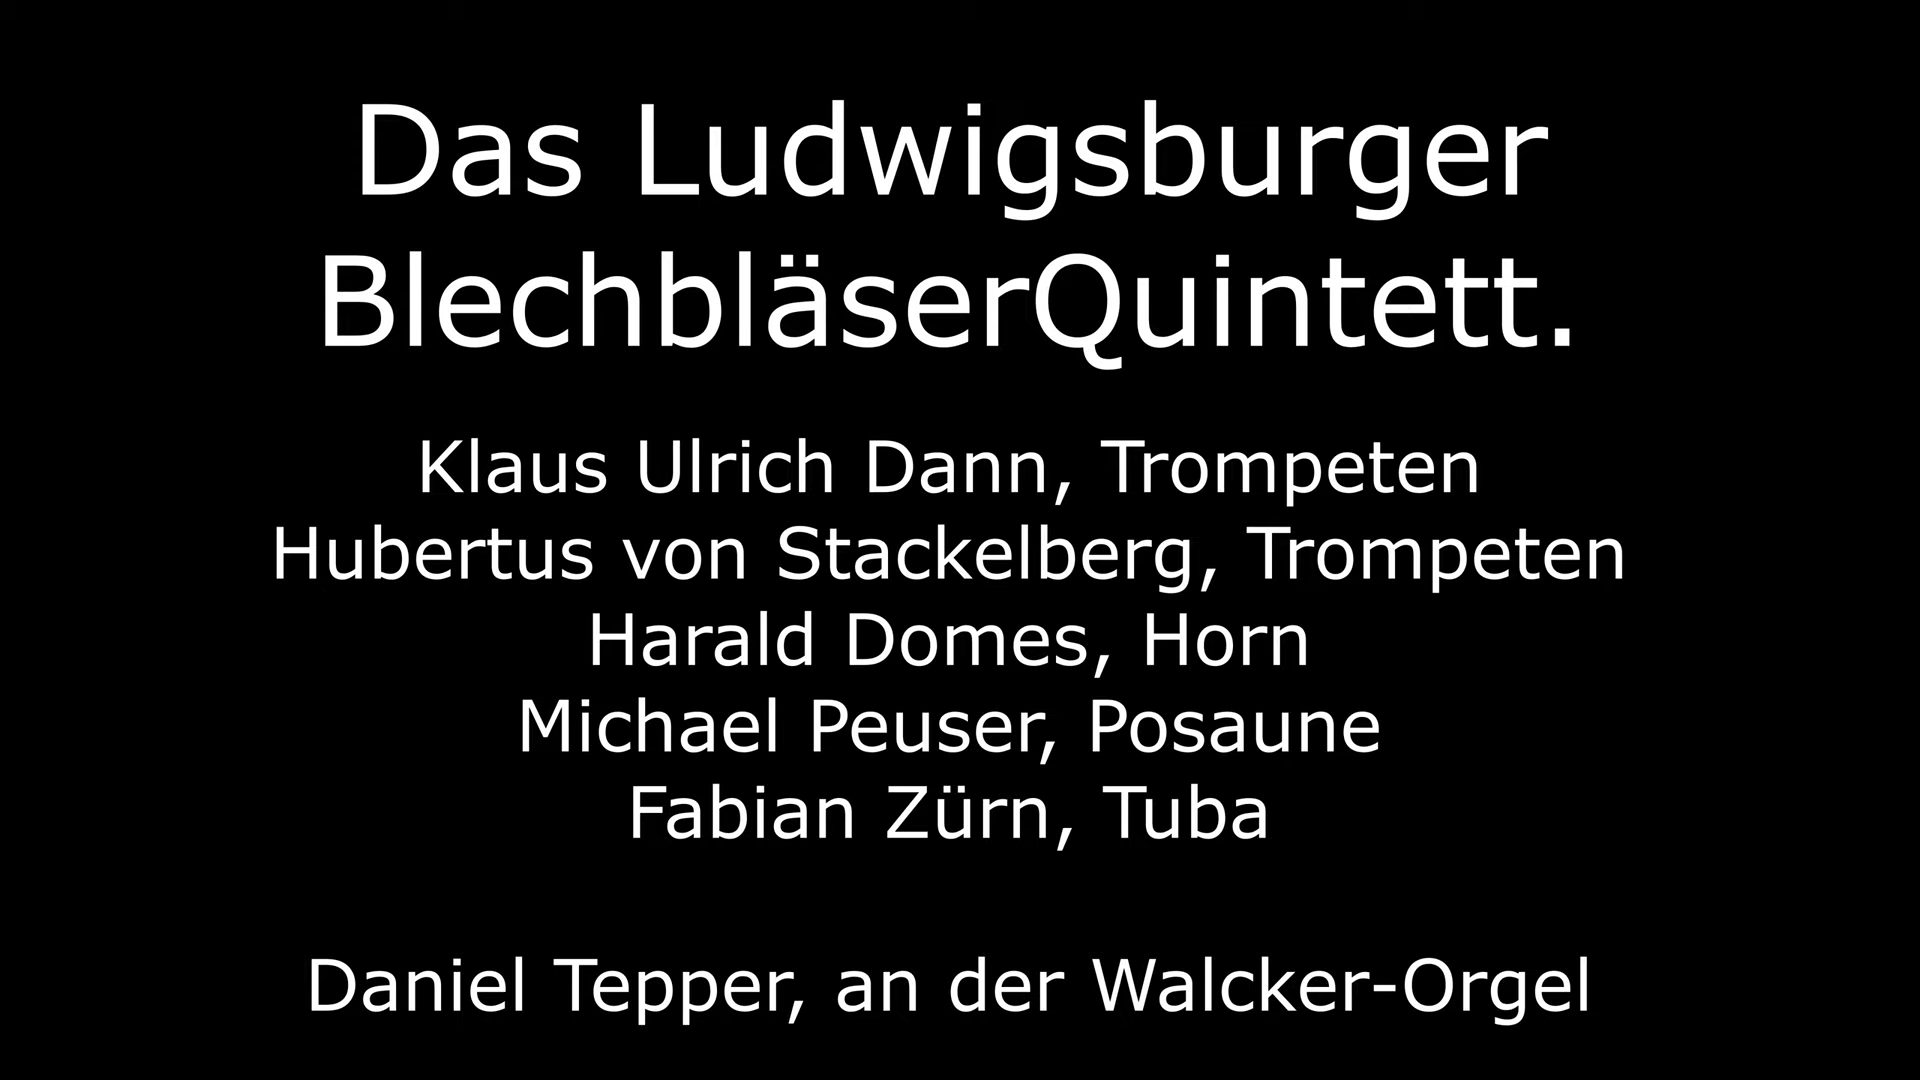 Das Ludwigsburger
BlechbläserQuintett.
Klaus Ulrich Dann, Trompeten
Hubertus von Stackelberg, Trompeten
Harald Domes, Horn
Michael Peuser, Posaune
Fabian Zürn, Tuba
Daniel Tepper, an der Walcker-Orgel